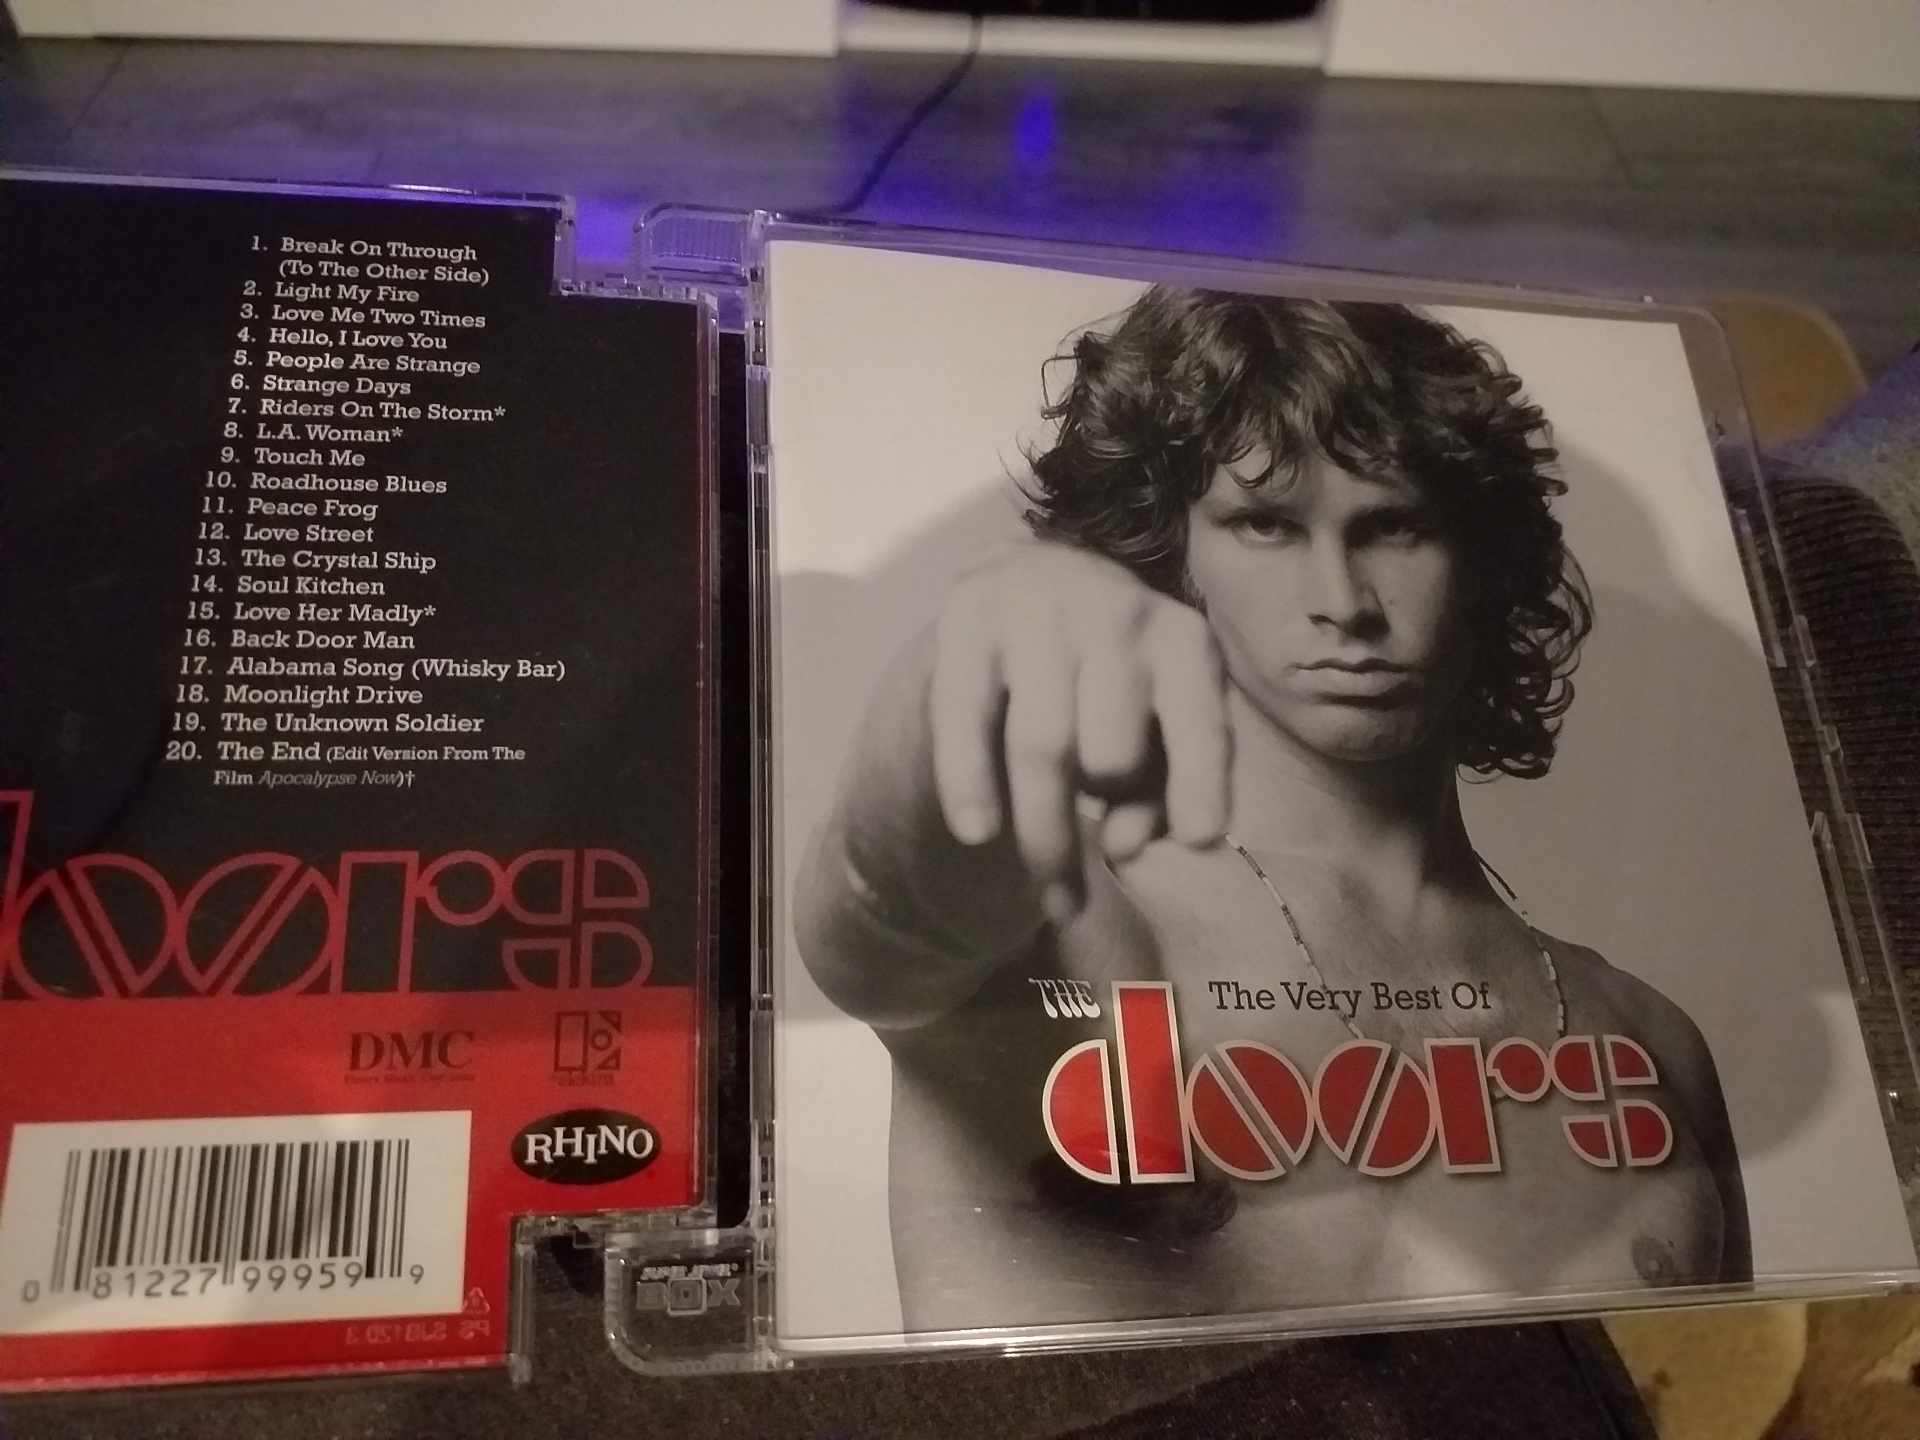 1. Break On Through
(To The Other Side)
2. Light My Fire
3. Love Me Two Times
4. Hello, I Love You
5. People Are Strange
6. Strange Days
7. Riders On The Storm*
8. L.A. Woman*
9. Touch Me
10. Roadhouse Blues
11. Peace Frog
12. Love Street
13. The Crystal Ship
14. Soul Kitchen
15. Love Her Madly*
16. Back Door Man
17. Alabama Song (Whisky Bar)
18. Moonlight Drive
19. The Unknown Soldier
20. The End (Edit Version From The
Film Apocalypse Now)†
doors
DMC
elektra
RHINO
0 81227 99959 9
BOX
The Very Best Of
THE
doors